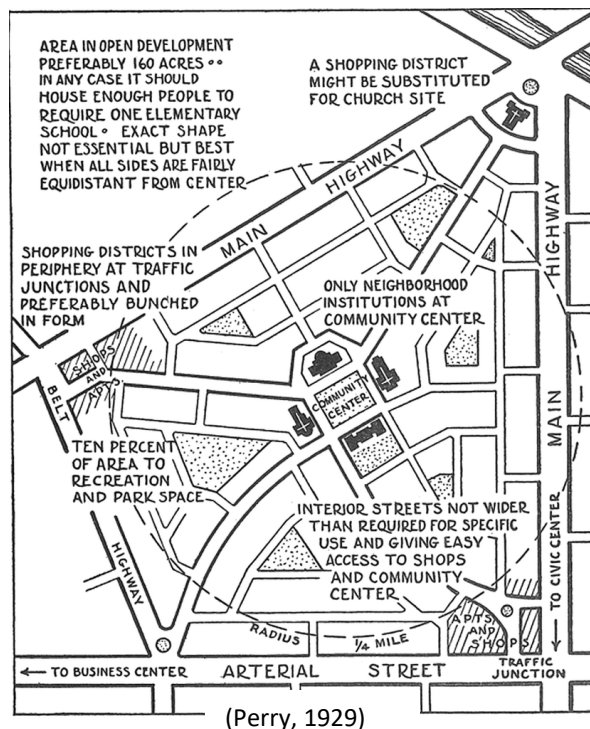 AREA IN OPEN DEVELOPMENT
PREFERABLY 160 ACRES ∘∘
IN ANY CASE IT SHOULD
HOUSE ENOUGH PEOPLE TO
REQUIRE ONE ELEMENTARY
SCHOOL ∘ EXACT SHAPE
NOT ESSENTIAL BUT BEST
WHEN ALL SIDES ARE FAIRLY
EQUIDISTANT FROM CENTER
A SHOPPING DISTRICT
MIGHT BE SUBSTITUTED
FOR CHURCH SITE
MAIN HIGHWAY
HIGHWAY
MAIN
SHOPPING DISTRICTS IN
PERIPHERY AT TRAFFIC
JUNCTIONS AND
PREFERABLY BUNCHED
IN FORM
ONLY NEIGHBORHOOD
INSTITUTIONS AT
COMMUNITY CENTER
SHOPS
AND
APTS
BELT
HIGHWAY
COMMUNITY
CENTER
TEN PERCENT
OF AREA TO
RECREATION
AND PARK SPACE
INTERIOR STREETS NOT WIDER
THAN REQUIRED FOR SPECIFIC
USE AND GIVING EASY
ACCESS TO SHOPS
AND COMMUNITY
CENTER
TO CIVIC CENTER
RADIUS 1/4 MILE
APTS
AND
SHOPS
TRAFFIC
JUNCTION
← TO BUSINESS CENTER ARTERIAL STREET
(Perry, 1929)